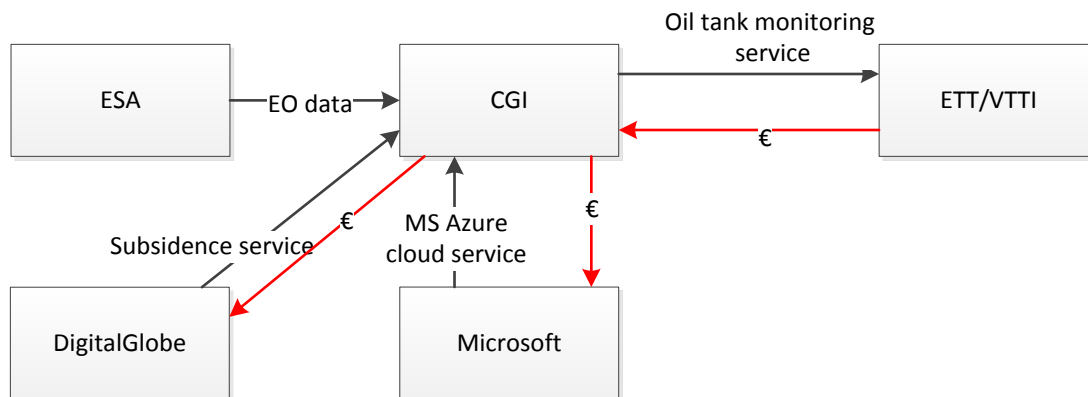 Oil tank monitoring
service
ESA
EO data
CGI
ETT/VTTI
€
€
€
MS Azure
cloud service
Subsidence service
DigitalGlobe
Microsoft